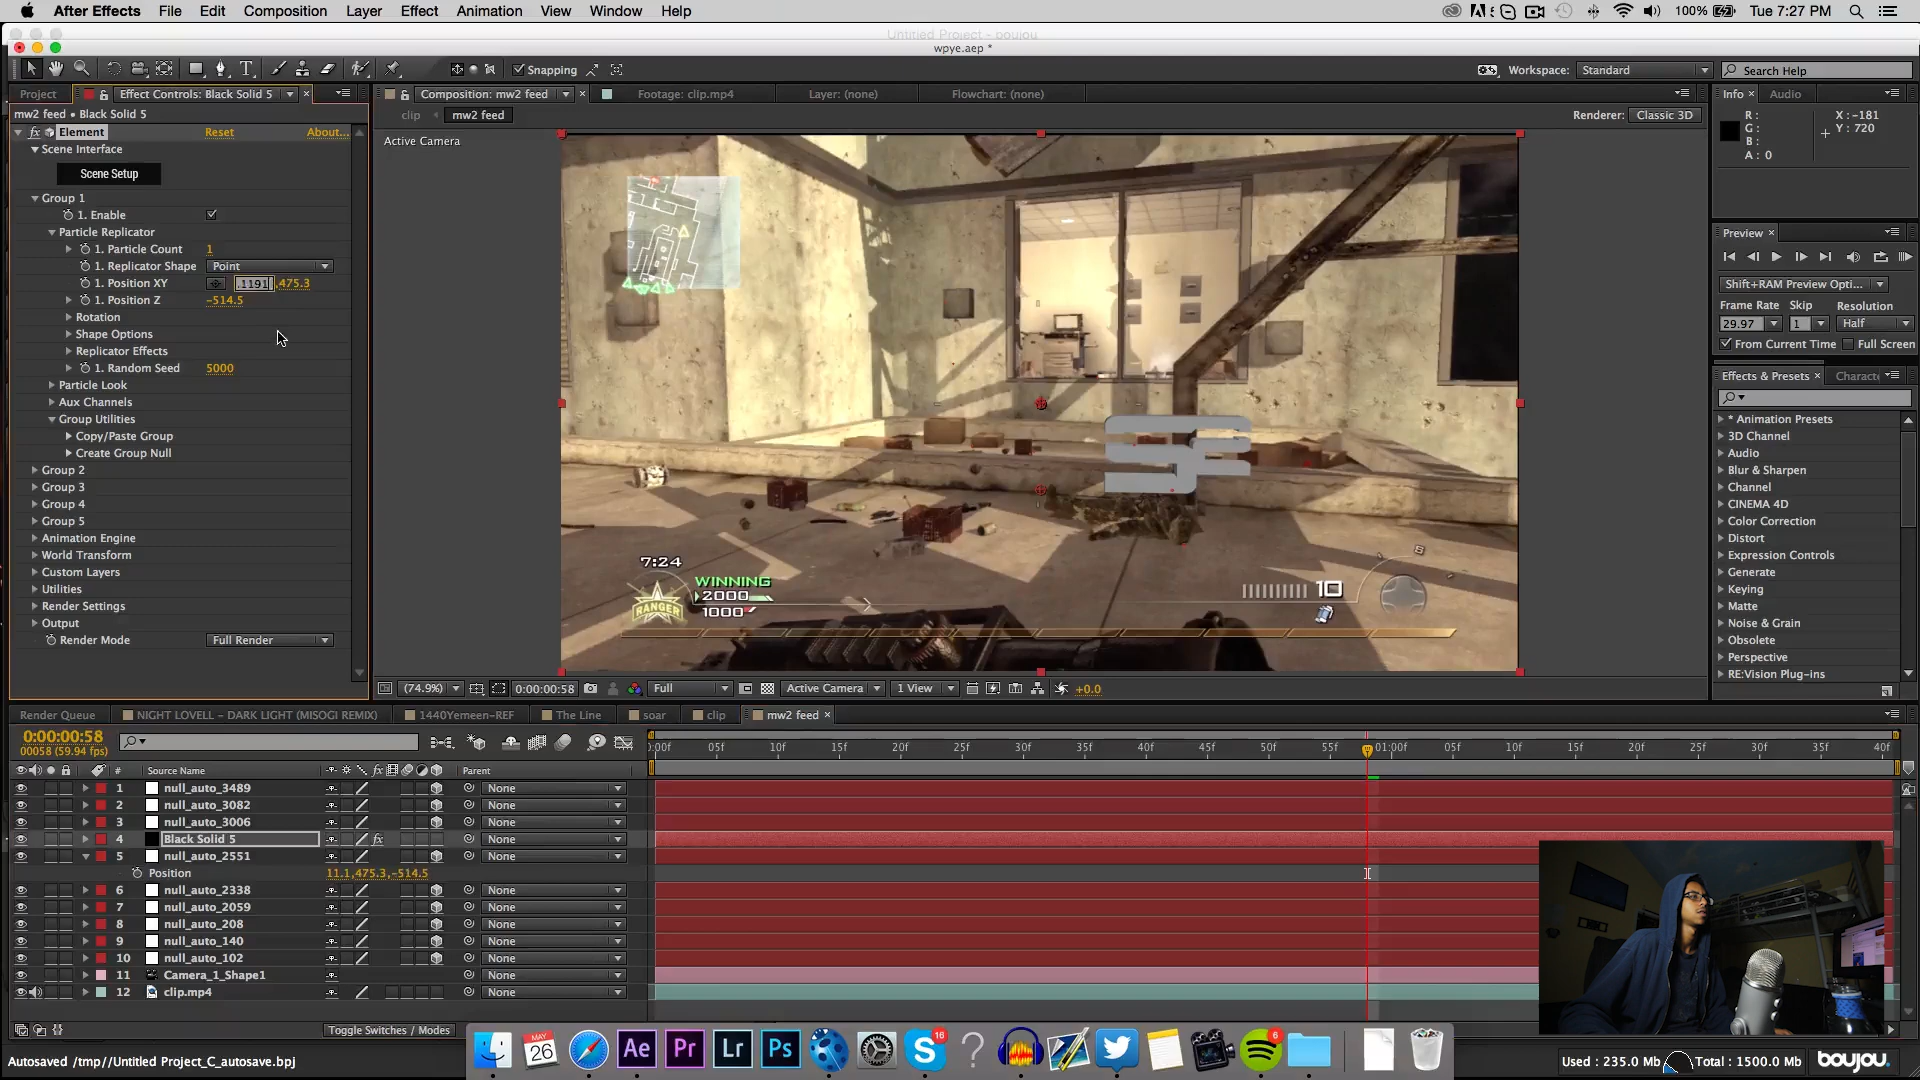 After Effects File Edit Composition Layer Effect Animation View Window Help
100% Tue 7:27 PM
Untitled Project - boujou
wpye.aep *
Snapping
Workspace: Standard
Search Help
Project Effect Controls: Black Solid 5
Composition: mw2 feed Footage: clip.mp4 Layer: (none) Flowchart: (none)
Info Audio
mw2 feed • Black Solid 5
clip mw2 feed
Renderer: Classic 3D
R :
G :
B :
A : 0
X : -181
Y : 720
Element Reset About...
Scene Interface
Scene Setup
Group 1
1. Enable
Particle Replicator
1. Particle Count 1
1. Replicator Shape Point
1. Position XY .1191 ,475.3
1. Position Z -514.5
Rotation
Shape Options
Replicator Effects
1. Random Seed 5000
Particle Look
Aux Channels
Group Utilities
Copy/Paste Group
Create Group Null
Group 2
Group 3
Group 4
Group 5
Animation Engine
World Transform
Custom Layers
Utilities
Render Settings
Output
Render Mode Full Render
Active Camera
7:24
WINNING
2000
1000
RANGER
10
SF
(74.9%) 0:00:00:58 Full Active Camera 1 View +0.0
Preview
Shift+RAM Preview Opti...
Frame Rate Skip Resolution
29.97 1 Half
From Current Time Full Screen
Effects & Presets Characte
* Animation Presets
3D Channel
Audio
Blur & Sharpen
Channel
CINEMA 4D
Color Correction
Distort
Expression Controls
Generate
Keying
Matte
Noise & Grain
Obsolete
Perspective
RE:Vision Plug-ins
Render Queue NIGHT LOVELL - DARK LIGHT (MISOGI REMIX) 1440Yemeen-REF The Line soar clip mw2 feed
0:00:00:58
00058 (59.94 fps)
:00f 05f 10f 15f 20f 25f 30f 35f 40f 45f 50f 55f 01:00f 05f 10f 15f 20f 25f 30f 35f 40f
# Source Name fx Parent
1 null_auto_3489 None
2 null_auto_3082 None
3 null_auto_3006 None
4 Black Solid 5 fx None
5 null_auto_2551 None
Position 11.1,475.3,-514.5
6 null_auto_2338 None
7 null_auto_2059 None
8 null_auto_208 None
9 null_auto_140 None
10 null_auto_102 None
11 Camera_1_Shape1 None
12 clip.mp4 None
Toggle Switches / Modes
MAY
26
Ae Pr Lr Ps
16
6
Autosaved /tmp//Untitled Project_C_autosave.bpj
Used : 235.0 Mb Total : 1500.0 Mb
boujou